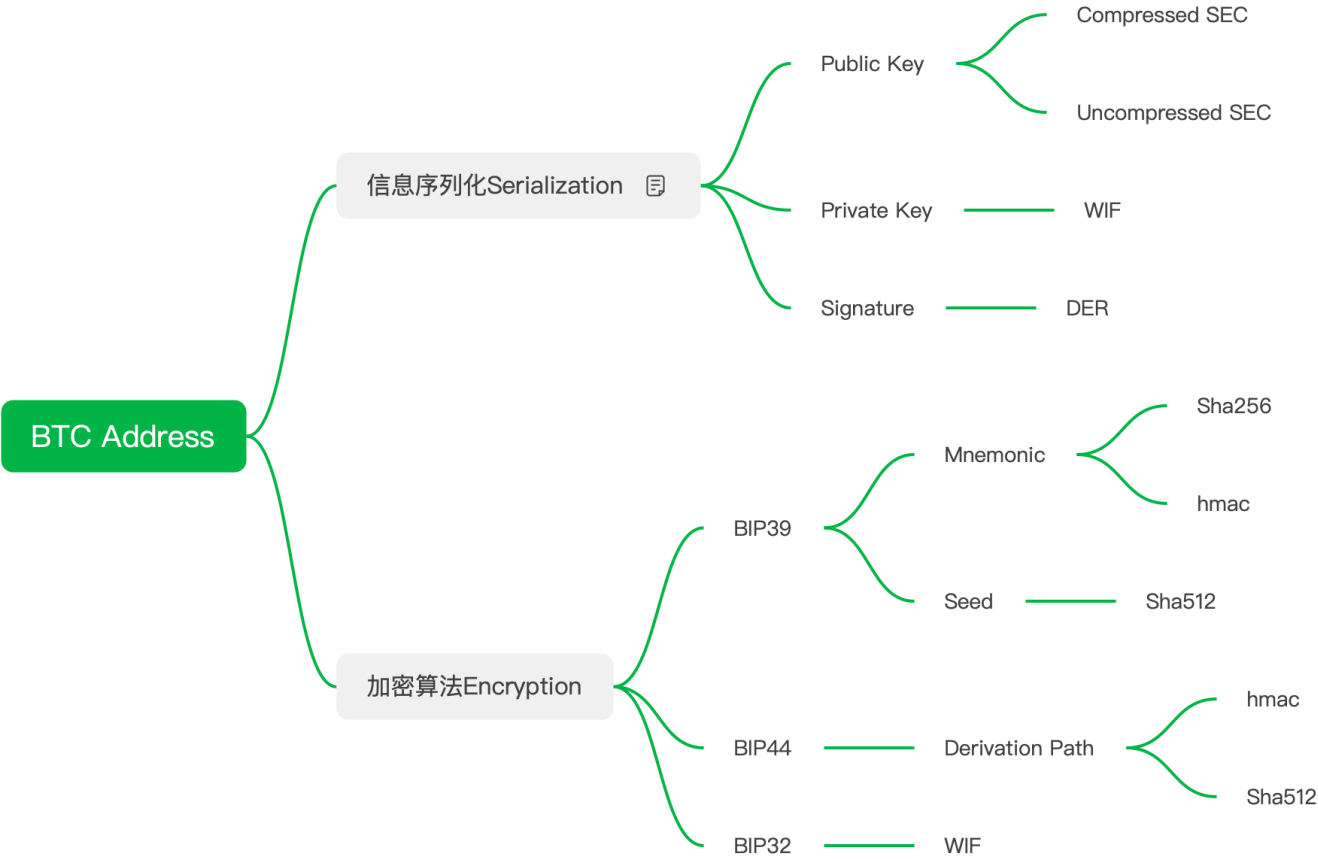 BTC Address
信息序列化Serialization
Public Key
Compressed SEC
Uncompressed SEC
Private Key
WIF
Signature
DER
加密算法Encryption
BIP39
Mnemonic
Sha256
hmac
Seed
Sha512
BIP44
Derivation Path
hmac
Sha512
BIP32
WIF